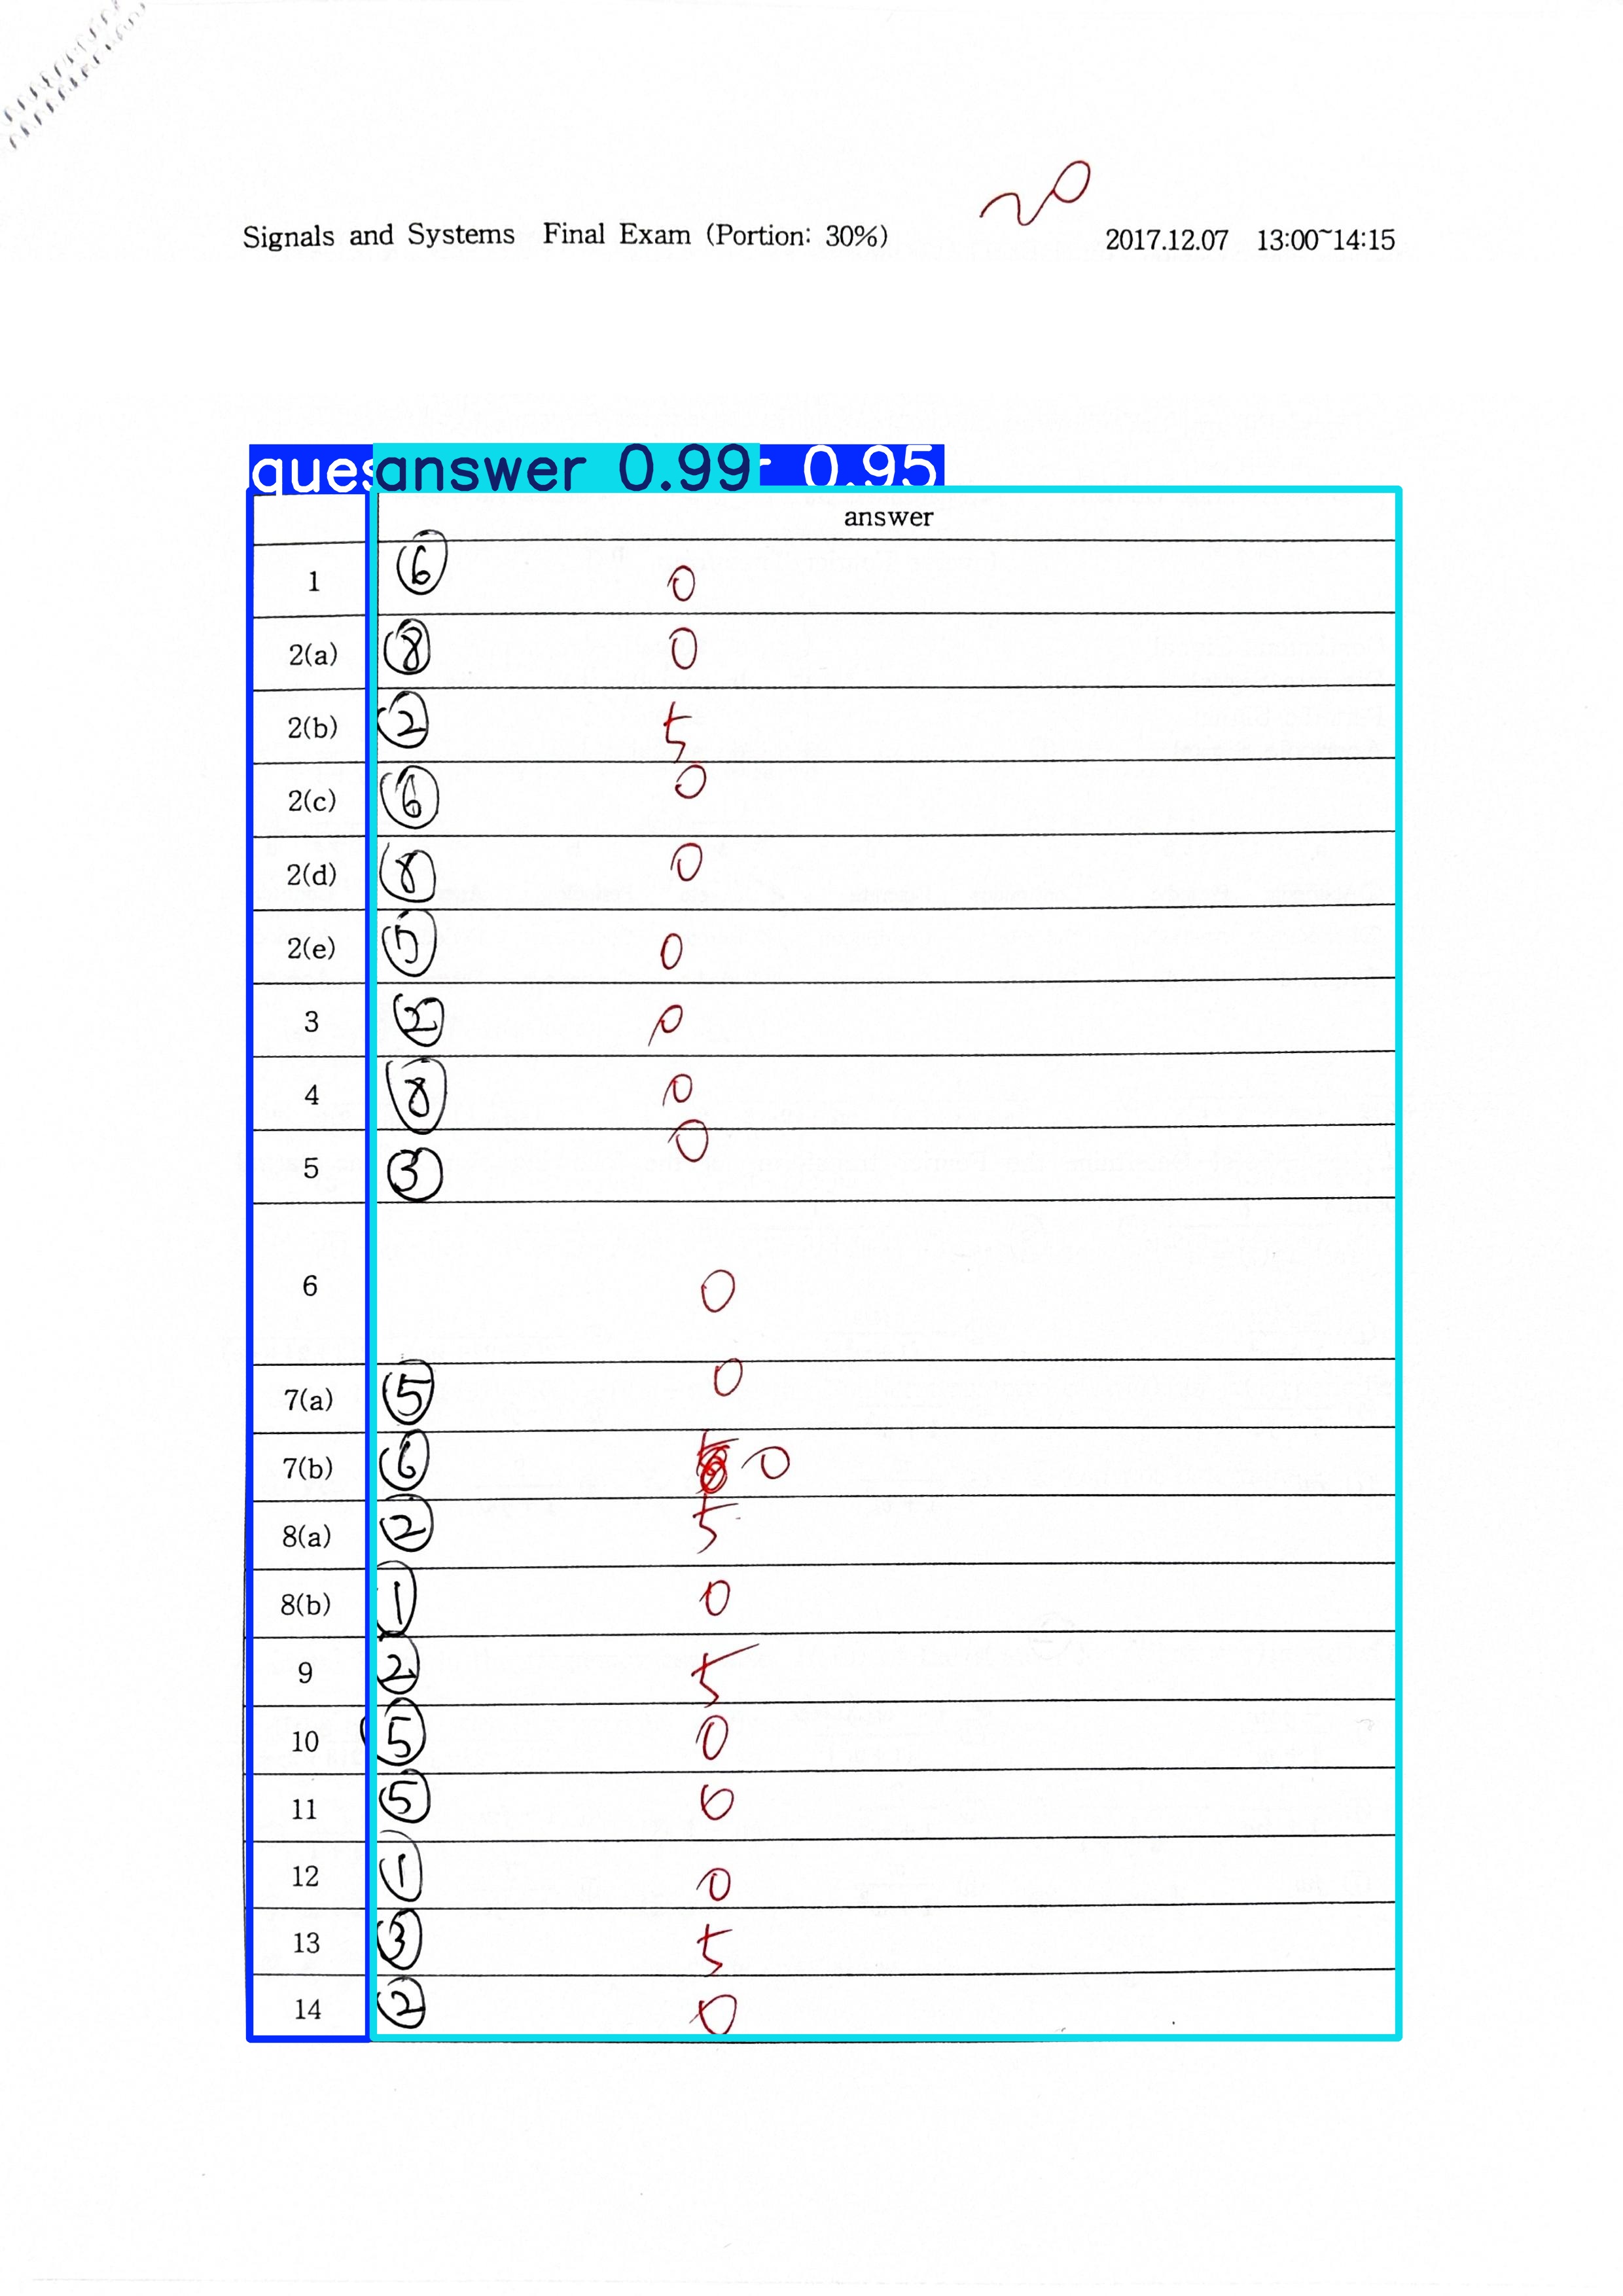 20
Signals and Systems Final Exam (Portion: 30%) 2017.12.07 13:00~14:15
answer 0.99 0.95
answer
1 ⑥ 0
2(a) ⑧ 0
2(b) ② 5
2(c) ⑥ 0
2(d) ⑧ 0
2(e) ⑤ 0
3 ② 0
4 ⑧ 0
5 ③ 0
6 0
7(a) ⑤ 0
7(b) ⑥ 0
8(a) ② 5
8(b) ① 0
9 ② 5
10 ⑤ 0
11 ⑤ 0
12 ① 0
13 ③ 5
14 ② 0